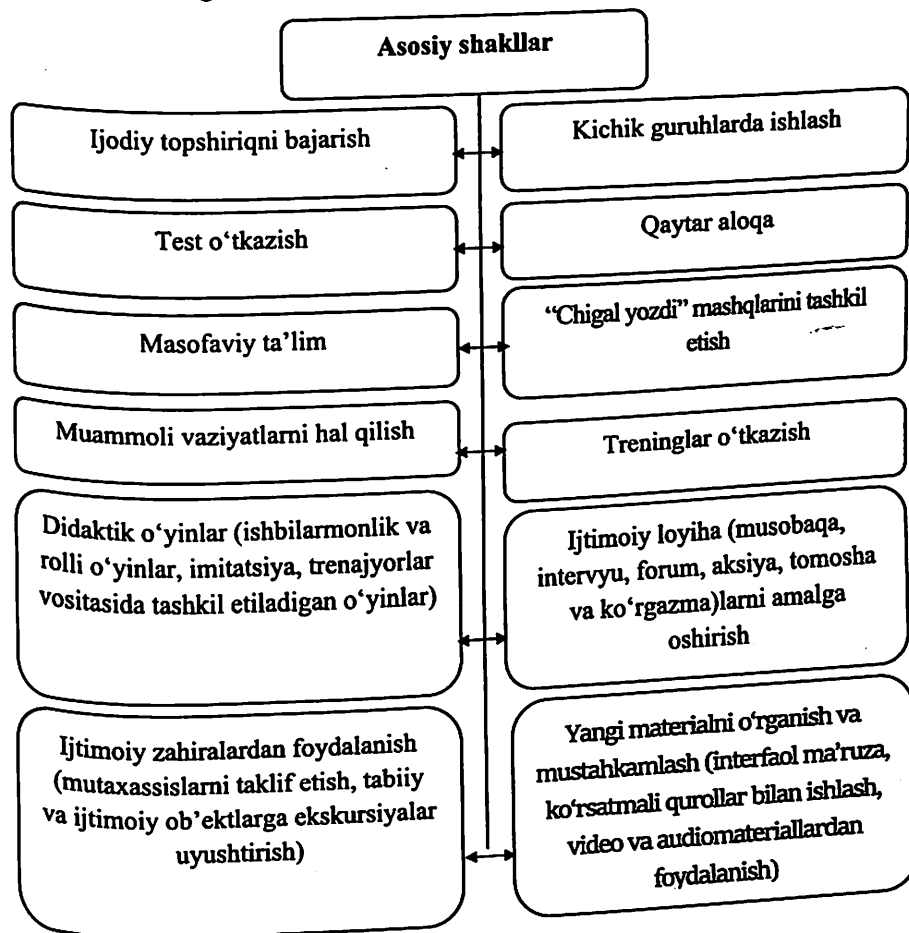 Asosiy shakllar
Ijodiy topshiriqni bajarish
Kichik guruhlarda ishlash
Test o‘tkazish
Qaytar aloqa
Masofaviy ta’lim
“Chigal yozdi” mashqlarini tashkil
etish
Muammoli vaziyatlarni hal qilish
Treninglar o‘tkazish
Didaktik o‘yinlar (ishbilarmonlik va
rolli o‘yinlar, imitatsiya, trenajyorlar
vositasida tashkil etiladigan o‘yinlar)
Ijtimoiy loyiha (musobaqa,
intervyu, forum, aksiya, tomosha
va ko‘rgazma)larni amalga
oshirish
Ijtimoiy zahiralardan foydalanish
(mutaxassislarni taklif etish, tabiiy
va ijtimoiy ob’ektlarga ekskursiyalar
uyushtirish)
Yangi materialni o‘rganish va
mustahkamlash (interfaol ma’ruza,
ko‘rsatmali qurollar bilan ishlash,
video va audiomateriallardan
foydalanish)